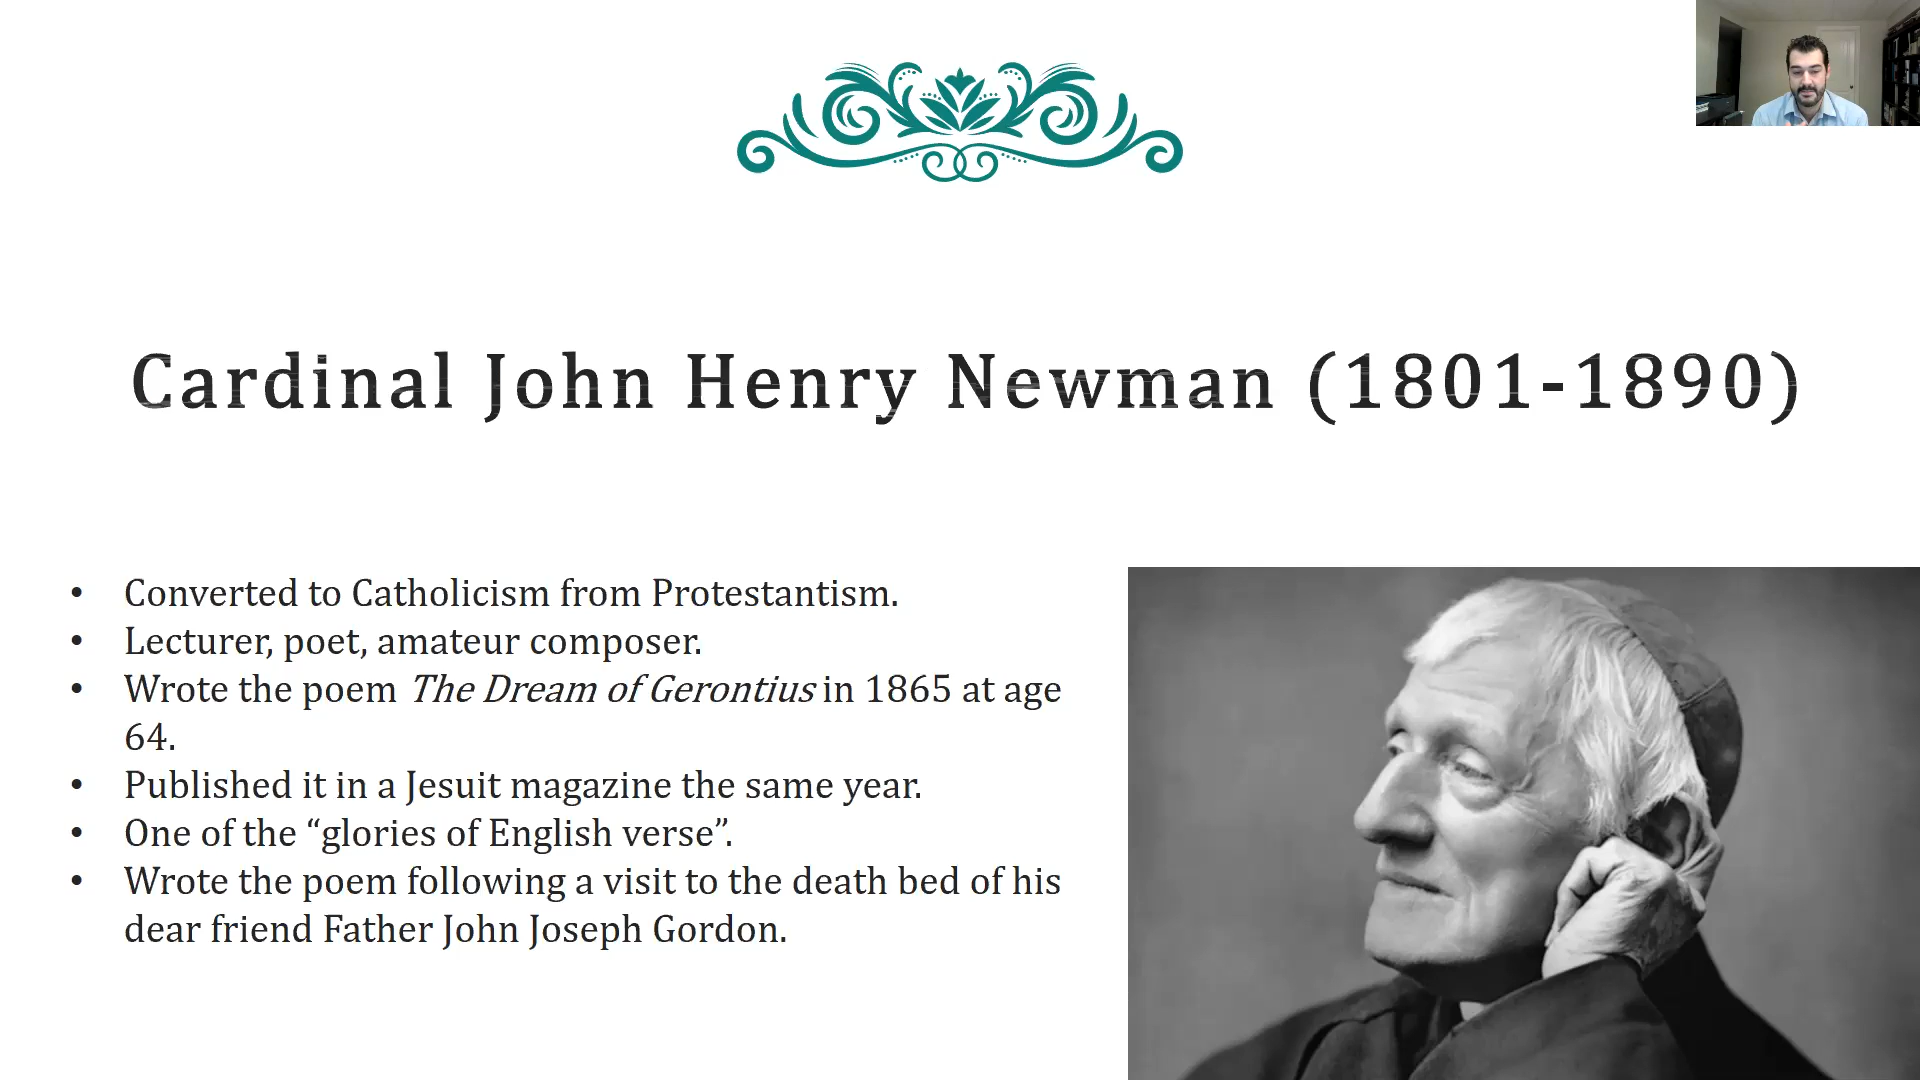 Cardinal John Henry Newman (1801-1890)
• Converted to Catholicism from Protestantism.
• Lecturer, poet, amateur composer.
• Wrote the poem The Dream of Gerontius in 1865 at age
64.
• Published it in a Jesuit magazine the same year.
• One of the “glories of English verse”.
• Wrote the poem following a visit to the death bed of his
dear friend Father John Joseph Gordon.